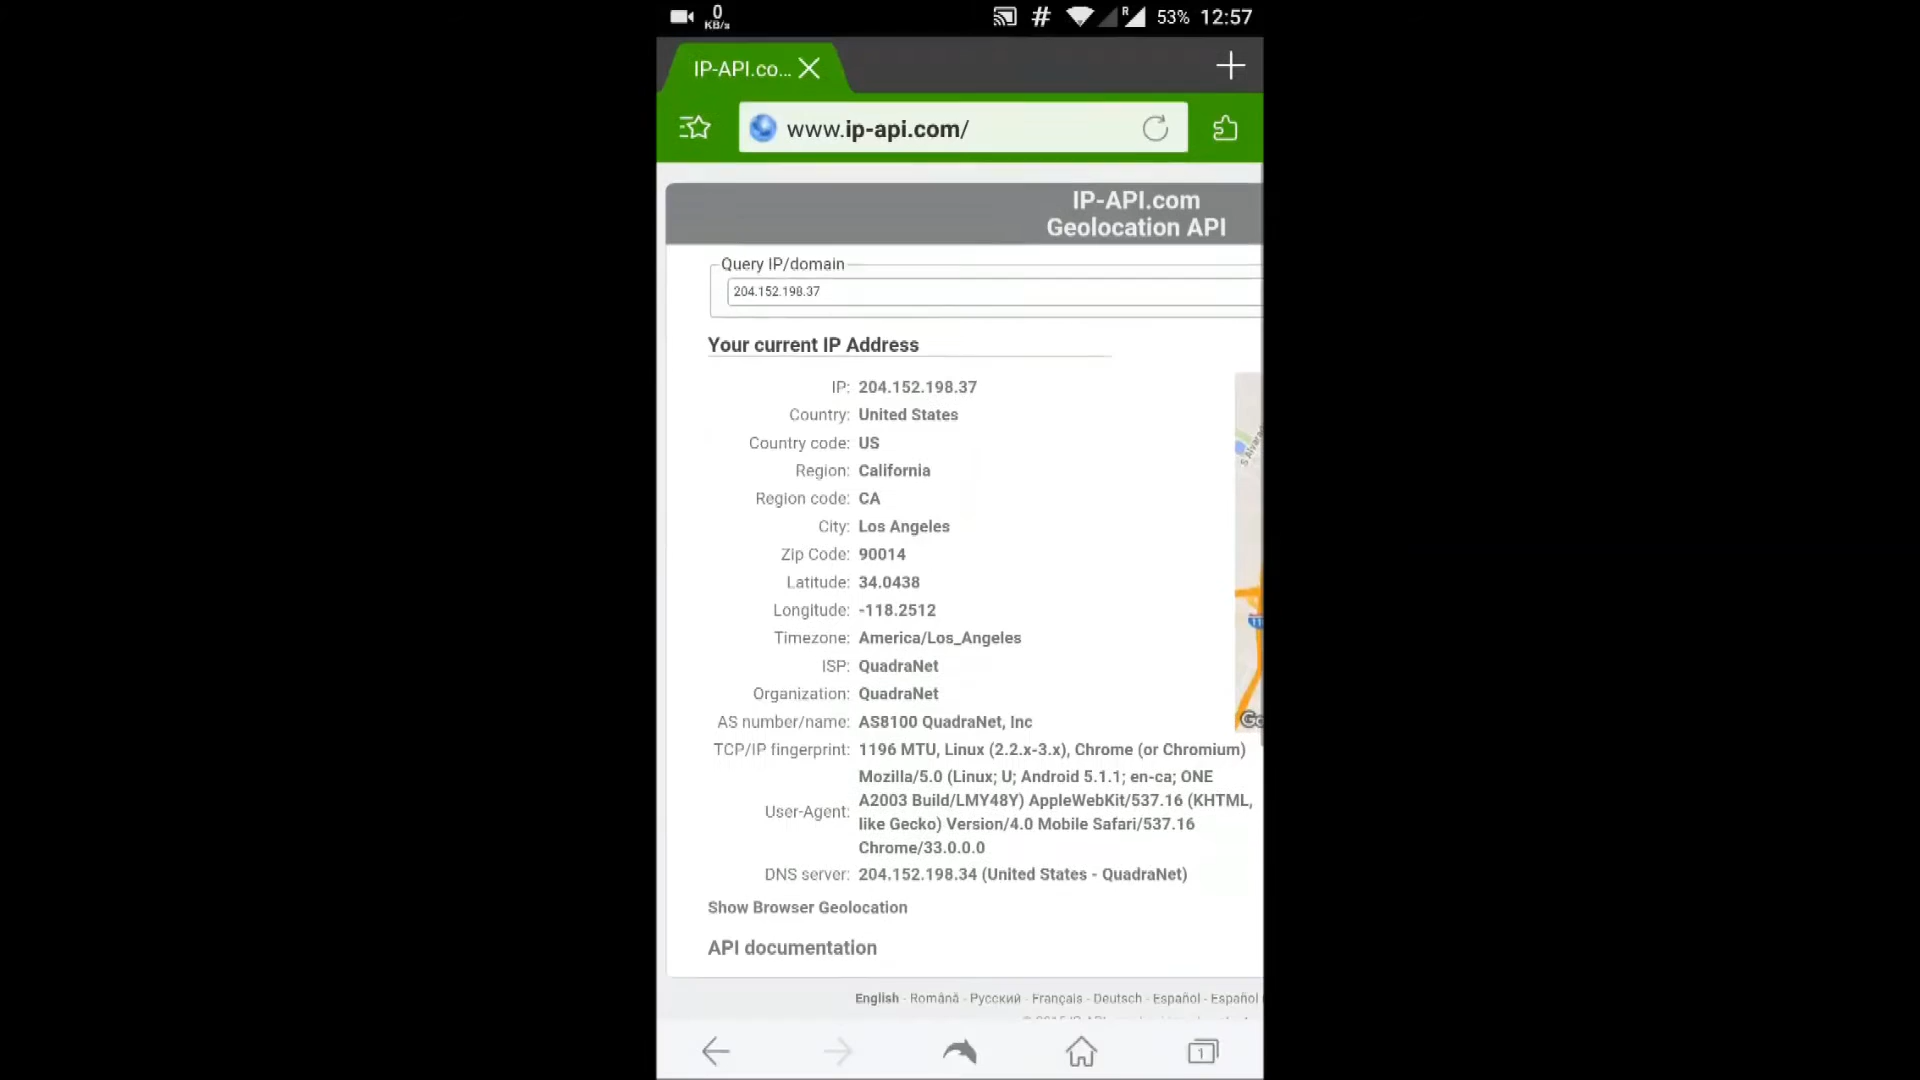 0
KB/s
R
53% 12:57
IP-API.co...
www.ip-api.com/
IP-API.com
Geolocation API
Query IP/domain
204.152.198.37
Your current IP Address
IP: 204.152.198.37
Country: United States
Country code: US
Region: California
Region code: CA
City: Los Angeles
Zip Code: 90014
Latitude: 34.0438
Longitude: -118.2512
Timezone: America/Los_Angeles
ISP: QuadraNet
Organization: QuadraNet
AS number/name: AS8100 QuadraNet, Inc
TCP/IP fingerprint: 1196 MTU, Linux (2.2.x-3.x), Chrome (or Chromium)
Mozilla/5.0 (Linux; U; Android 5.1.1; en-ca; ONE
A2003 Build/LMY48Y) AppleWebKit/537.16 (KHTML,
User-Agent:
like Gecko) Version/4.0 Mobile Safari/537.16
Chrome/33.0.0.0
DNS server: 204.152.198.34 (United States - QuadraNet)
Show Browser Geolocation
API documentation
English - Română - Русский - Français - Deutsch - Español - Español
1